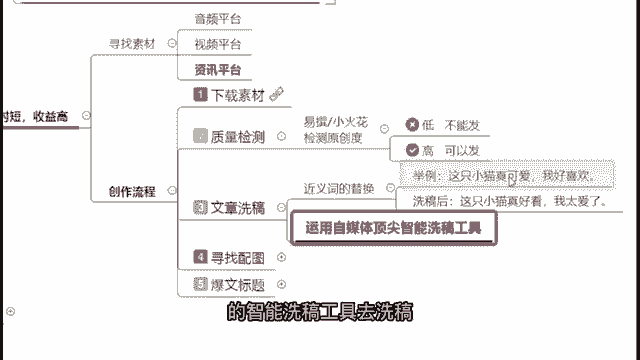 音频平台
寻找素材
视频平台
资讯平台
时短，收益高
1 下载素材
2 质量检测
易撰/小火花
检测原创度
低 不能发
高 可以发
创作流程
3 文章洗稿
近义词的替换
举例：这只小猫真可爱，我好喜欢。
洗稿后：这只小猫真好看，我太爱了。
运用自媒体顶尖智能洗稿工具
4 寻找配图
5 爆文标题
的智能洗稿工具去洗稿